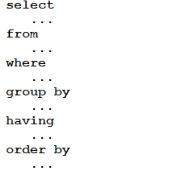 select
...
from
...
where
...
group by
...
having
...
order by
...